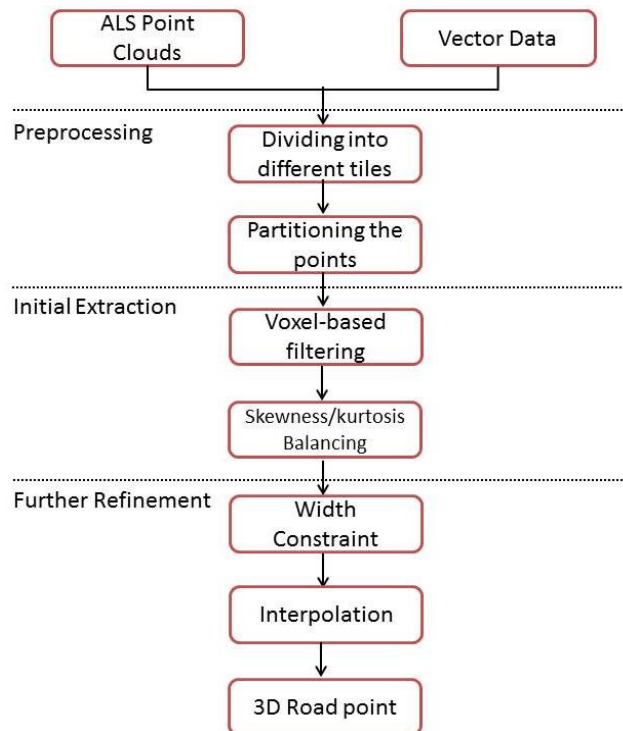 ALS Point
Clouds
Vector Data
Preprocessing
Dividing into
different tiles
Partitioning the
points
Initial Extraction
Voxel-based
filtering
Skewness/kurtosis
Balancing
Further Refinement
Width
Constraint
Interpolation
3D Road point